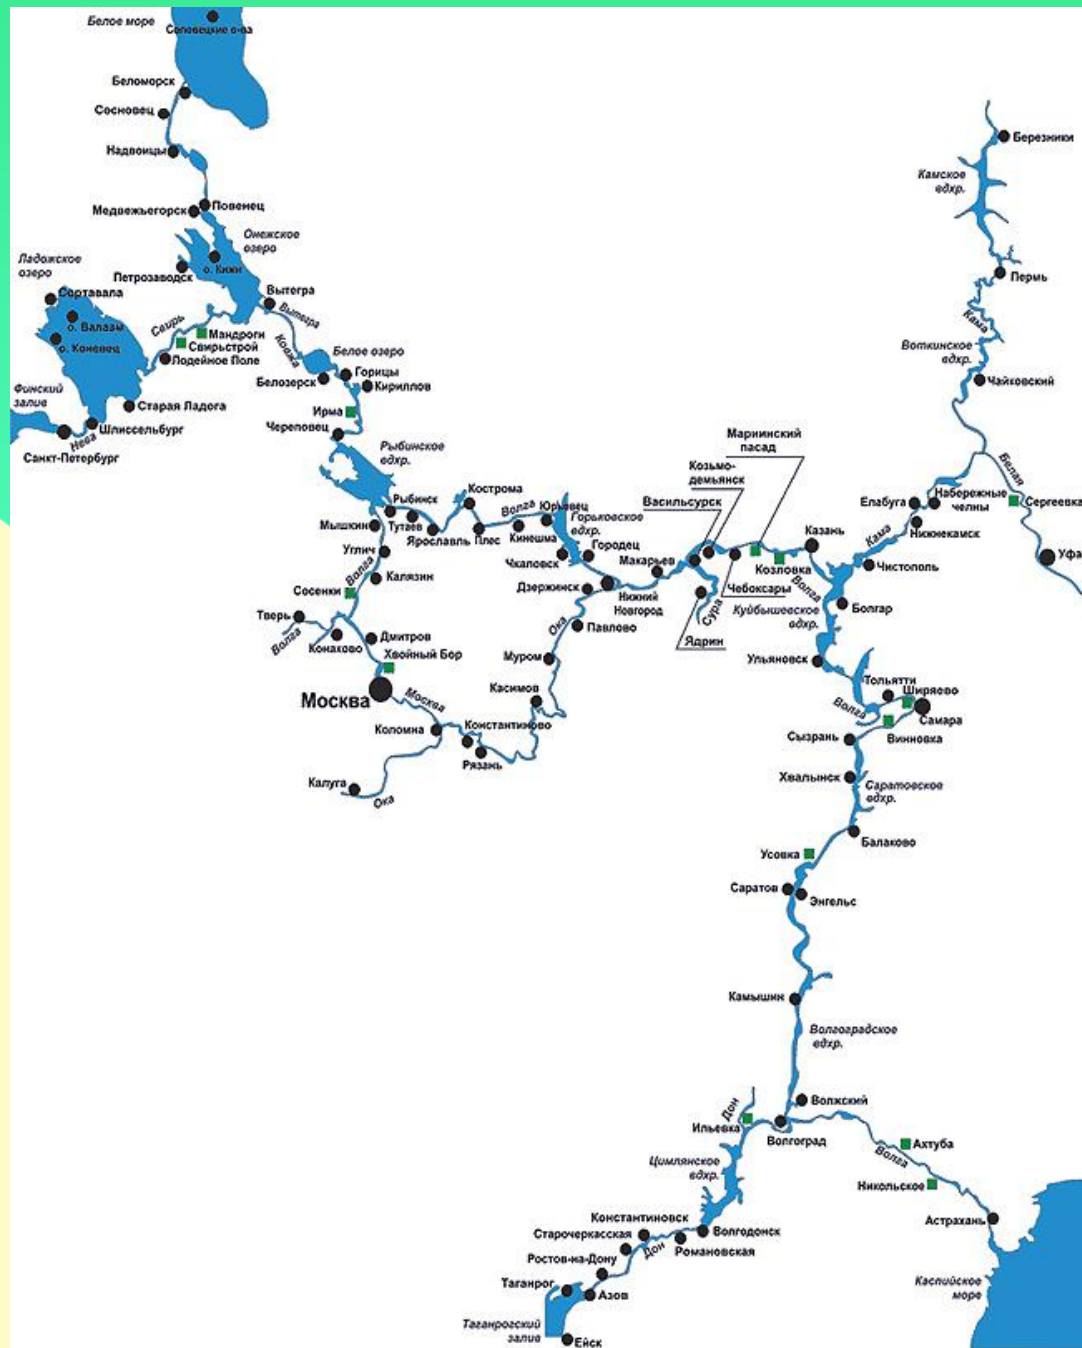 Белое море
Соловецкие о-ва
Беломорск
Сосновец
Надвоицы
Березники
Камское
вдхр.
Медвежьегорск
Повенец
Онежское
озеро
о. Кижи
Ладожское
озеро
Петрозаводск
Пермь
Сортавала
Вытегра
о. Валаам
Свирь
Вытегра
Кама
Мандроги
Свирьстрой
о. Коневец
Лодейное Поле
Ковжа
Белое озеро
Воткинское
вдхр.
Горицы
Белозерск
Кириллов
Чайковский
Финский
залив
Старая Ладога
Ирма
Шлиссельбург
Нева
Санкт-Петербург
Череповец
Мариинский
посад
Рыбинское
вдхр.
Козьмо-
демьянск
Белая
Кострома
Рыбинск
Волга
Юрьевец
Васильсурск
Елабуга
Набережные
челны
Сергеевка
Мышкин
Тутаев
Ярославль
Плес
Кинешма
Горьковское
вдхр.
Казань
Кама
Нижнекамск
Углич
Городец
Чкаловск
Макарьев
Козловка
Чистополь
Уфа
Волга
Калязин
Сосенки
Дзержинск
Нижний
Новгород
Чебоксары
Волга
Куйбышевское
вдхр.
Болгар
Тверь
Волга
Конаково
Дмитров
Ока
Павлово
Сура
Ядрин
Хвойный Бор
Муром
Ульяновск
Москва
Москва
Касимов
Тольятти
Ширяево
Волга
Самара
Коломна
Константиново
Сызрань
Винновка
Рязань
Калуга
Ока
Хвалынск
Саратовское
вдхр.
Балаково
Усовка
Саратов
Энгельс
Камышин
Волгоградское
вдхр.
Волжский
Дон
Ильевка
Волгоград
Ахтуба
Волга
Цимлянское
вдхр.
Никольское
Константиновск
Астрахань
Старочеркасская
Волгодонск
Дон
Романовская
Ростов-на-Дону
Таганрог
Азов
Каспийское
море
Таганрогский
залив
Ейск